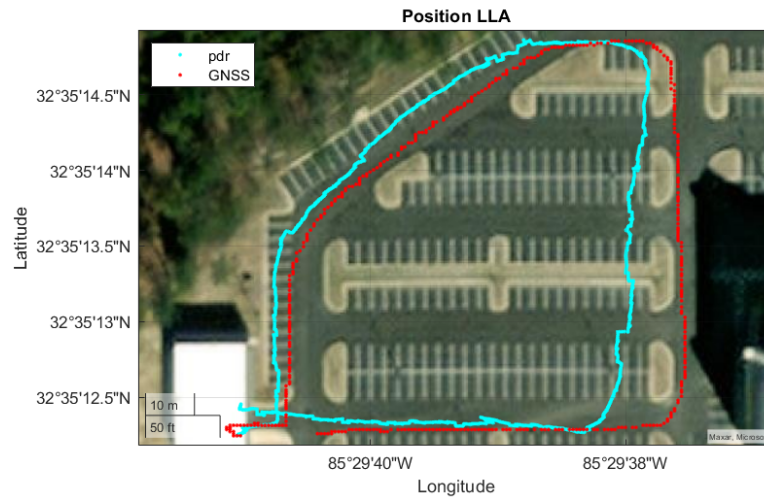 Position LLA
pdr
GNSS
32°35'14.5"N
32°35'14"N
32°35'13.5"N
32°35'13"N
32°35'12.5"N
Latitude
10 m
50 ft
Maxar, Microso
85°29'40"W
85°29'38"W
Longitude